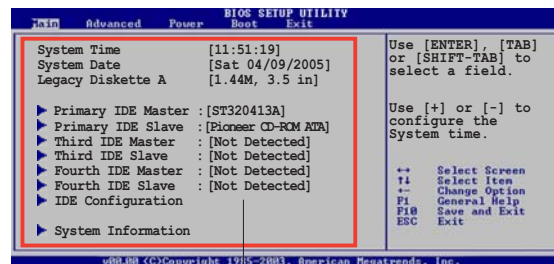 BIOS SETUP UTILITY
Main Advanced Power Boot Exit
System Time [11:51:19]
System Date [Sat 04/09/2005]
Legacy Diskette A [1.44M, 3.5 in]
Primary IDE Master :[ST320413A]
Primary IDE Slave :[Pioneer CD-ROM ATA]
Third IDE Master : [Not Detected]
Third IDE Slave : [Not Detected]
Fourth IDE Master : [Not Detected]
Fourth IDE Slave : [Not Detected]
IDE Configuration
System Information
Use [ENTER], [TAB]
or [SHIFT-TAB] to
select a field.
Use [+] or [-] to
configure the
System time.
↔ Select Screen
↑↓ Select Item
+- Change Option
F1 General Help
F10 Save and Exit
ESC Exit
v00.00 (C)Copyright 1985-2003, American Megatrends, Inc.